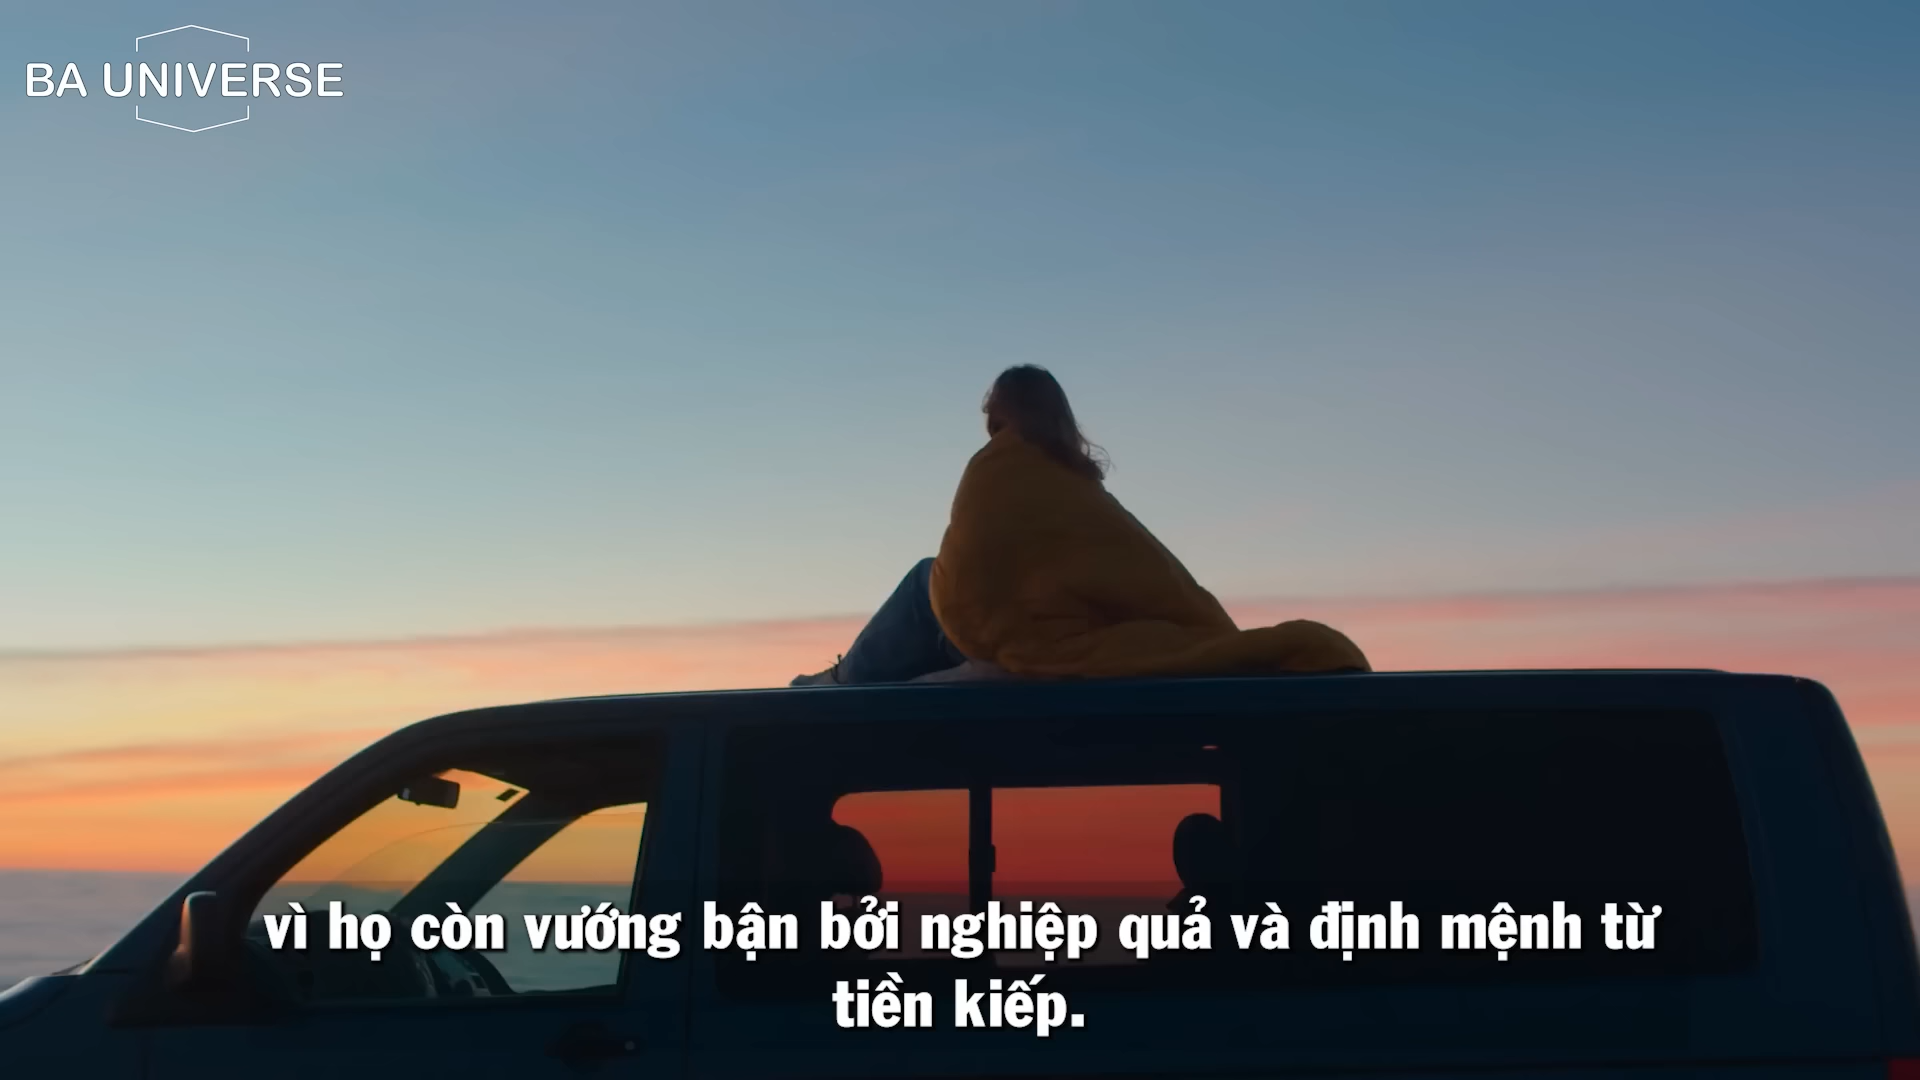 BA UNIVERSE
vì họ còn vướng bận bởi nghiệp quả và định mệnh từ
tiền kiếp.